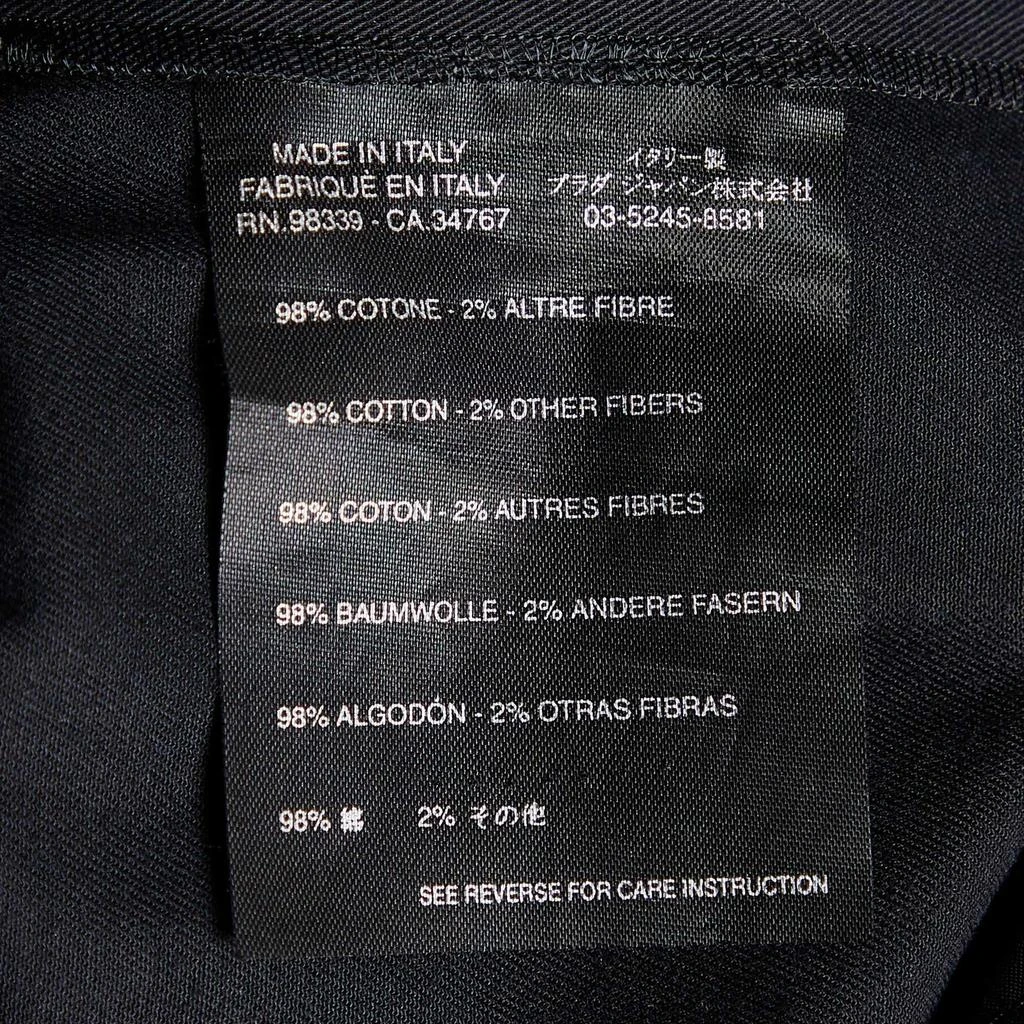 MADE IN ITALY
FABRIQUE EN ITALY
RN.98339 - CA.34767
イタリー製
プラダ ジャパン株式会社
03-5245-8581
98% COTONE - 2% ALTRE FIBRE
98% COTTON - 2% OTHER FIBERS
98% COTON - 2% AUTRES FIBRES
98% BAUMWOLLE - 2% ANDERE FASERN
98% ALGODÓN - 2% OTRAS FIBRAS
98% 綿 2% その他
SEE REVERSE FOR CARE INSTRUCTION